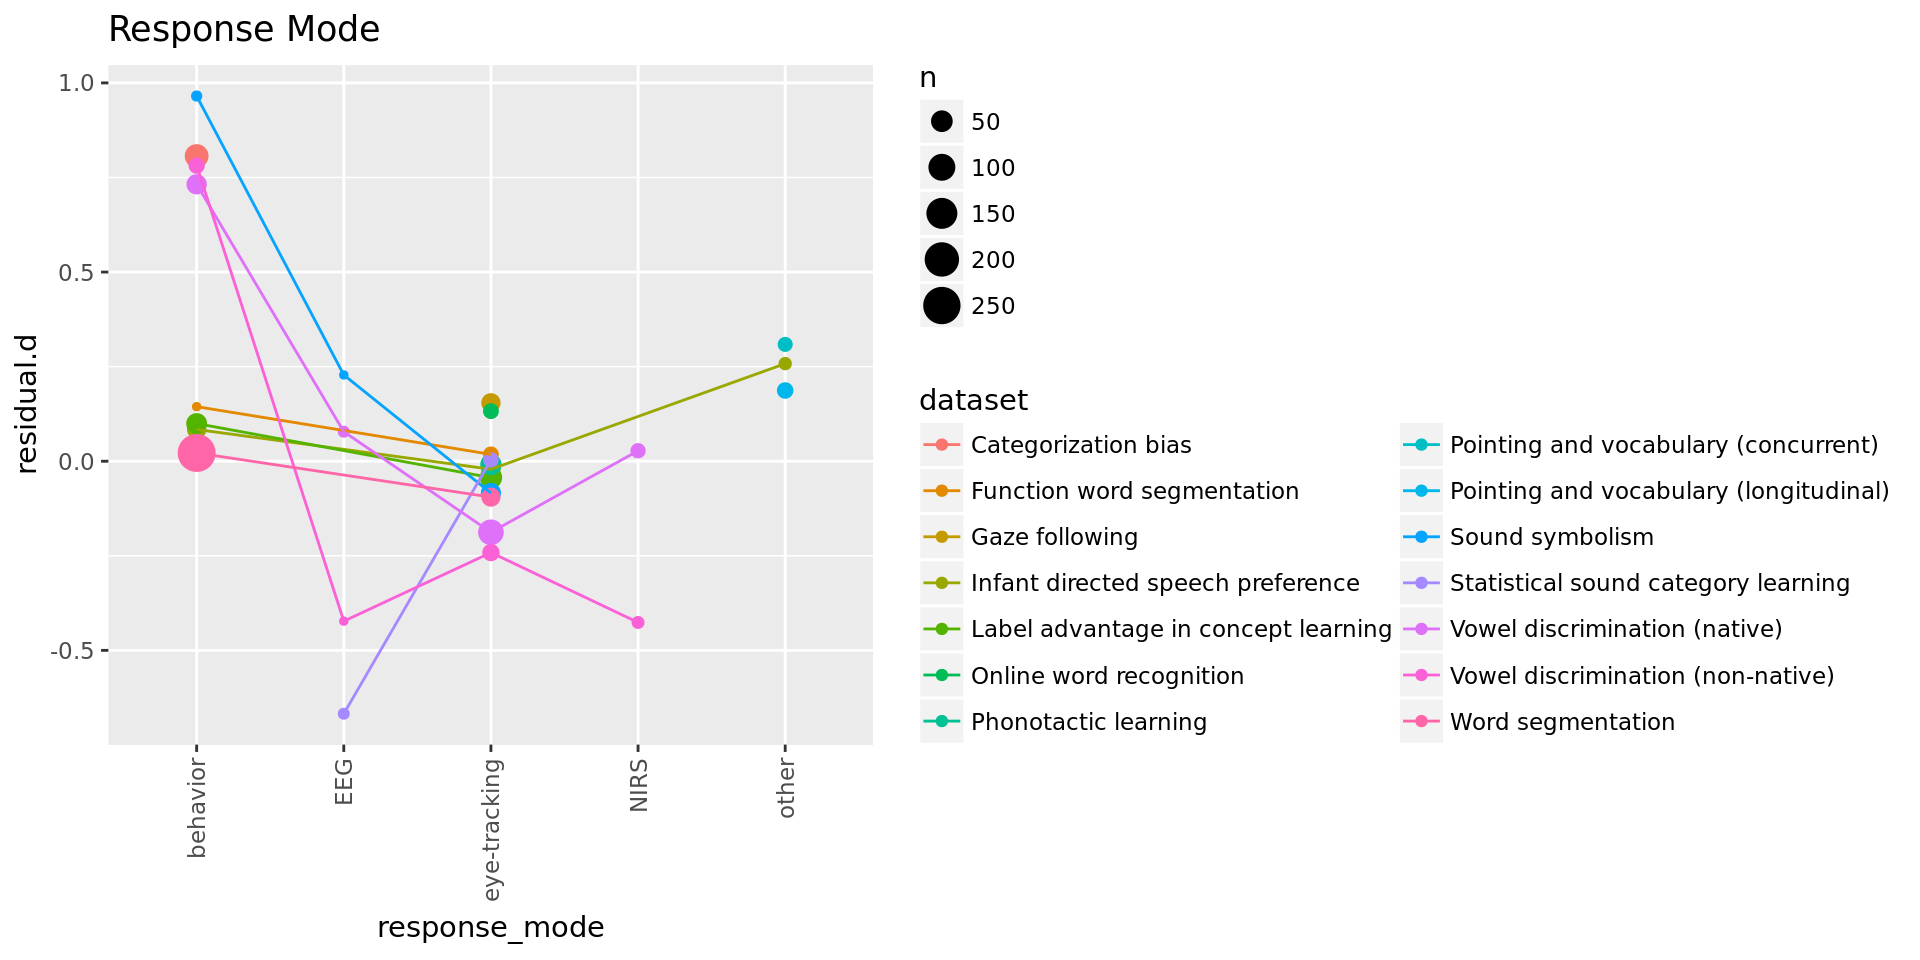 Response Mode
1.0
0.5
0.0
-0.5
residual.d
behavior
EEG
eye-tracking
NIRS
other
response_mode
n
50
100
150
200
250
dataset
Categorization bias
Function word segmentation
Gaze following
Infant directed speech preference
Label advantage in concept learning
Online word recognition
Phonotactic learning
Pointing and vocabulary (concurrent)
Pointing and vocabulary (longitudinal)
Sound symbolism
Statistical sound category learning
Vowel discrimination (native)
Vowel discrimination (non-native)
Word segmentation